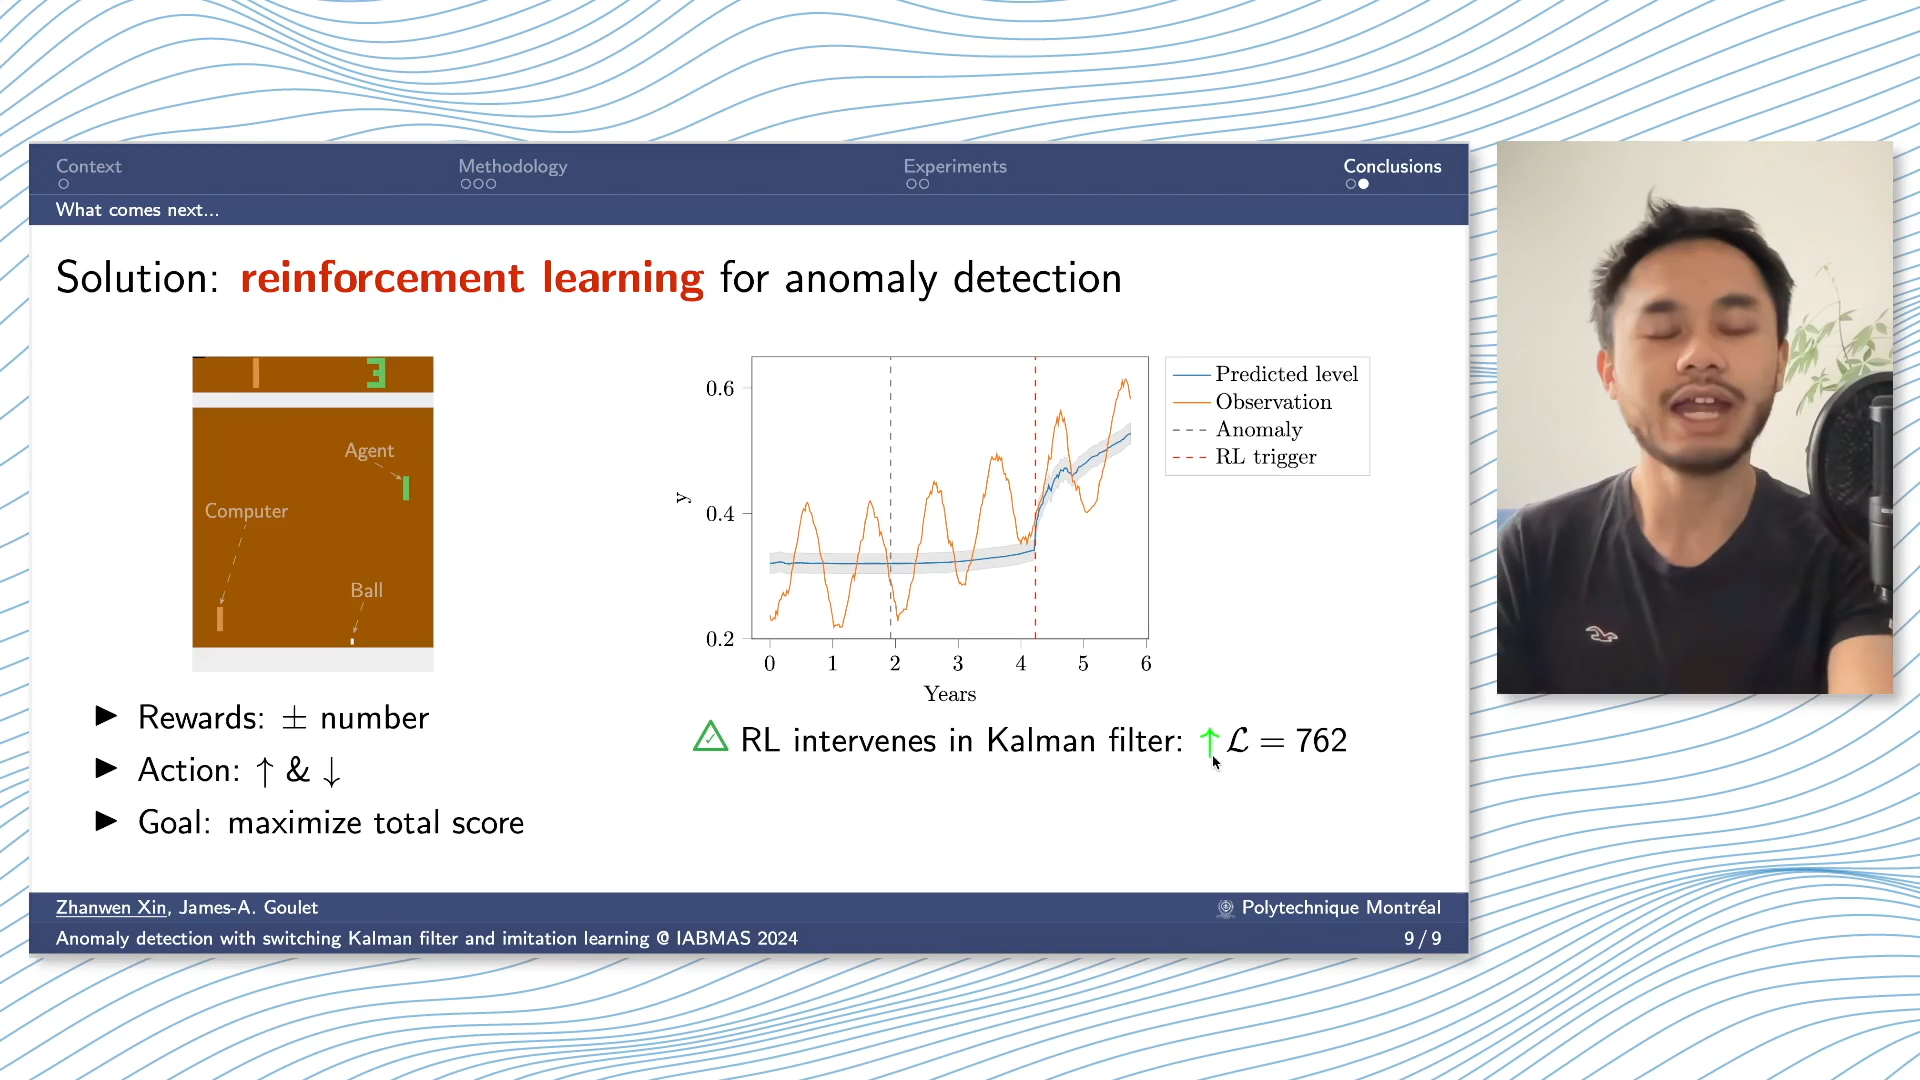 Context
Methodology
Experiments
Conclusions
What comes next...
Solution: reinforcement learning for anomaly detection
1 3
Agent
Computer
Ball
▶ Rewards: ± number
▶ Action: ↑ & ↓
▶ Goal: maximize total score
0.6
0.4
0.2
y
0 1 2 3 4 5 6
Years
Predicted level
Observation
Anomaly
RL trigger
✓ RL intervenes in Kalman filter: ↑ ℒ = 762
Zhanwen Xin, James-A. Goulet
Polytechnique Montréal
Anomaly detection with switching Kalman filter and imitation learning @ IABMAS 2024
9 / 9